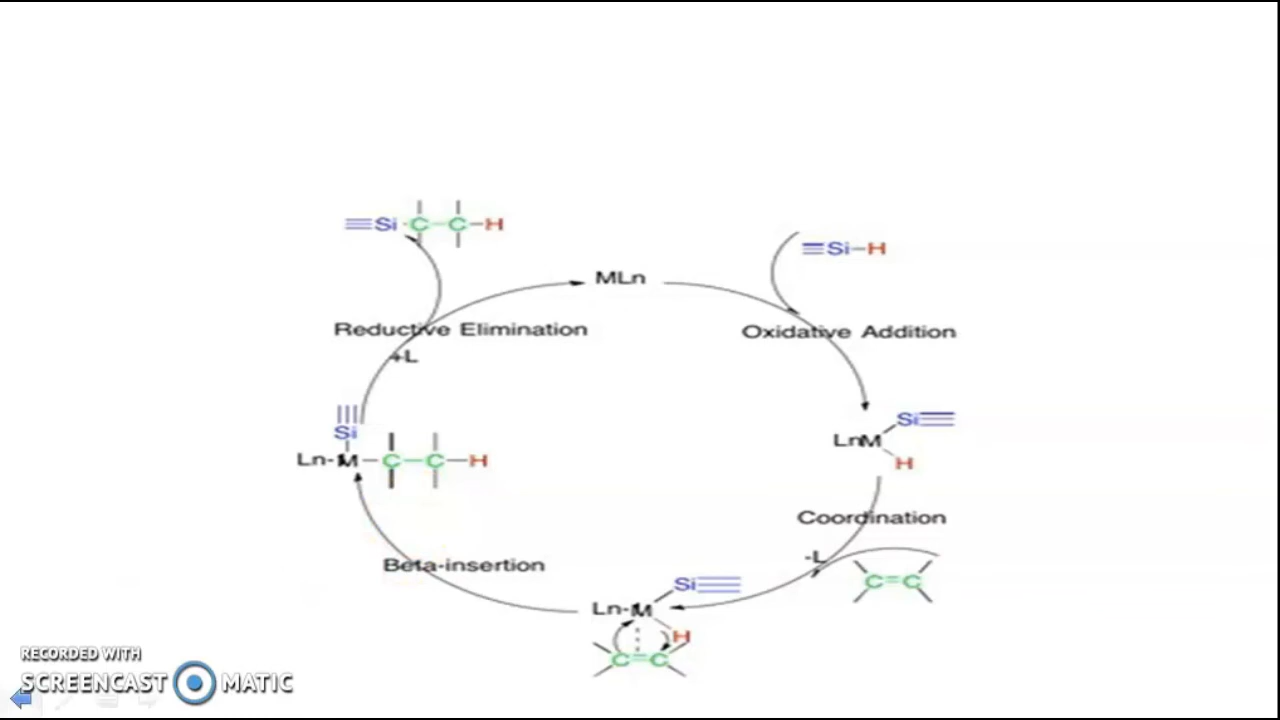 ≡Si-C-C-H
≡Si-H
MLn
Reductive Elimination
Oxidative Addition
+L
Si≡
LnM
H
≡
Si
Ln-M-C-C-H
Coordination
-L
Beta-insertion
C=C
Si≡
Ln-M
H
C=C
RECORDED WITH
SCREENCAST MATIC